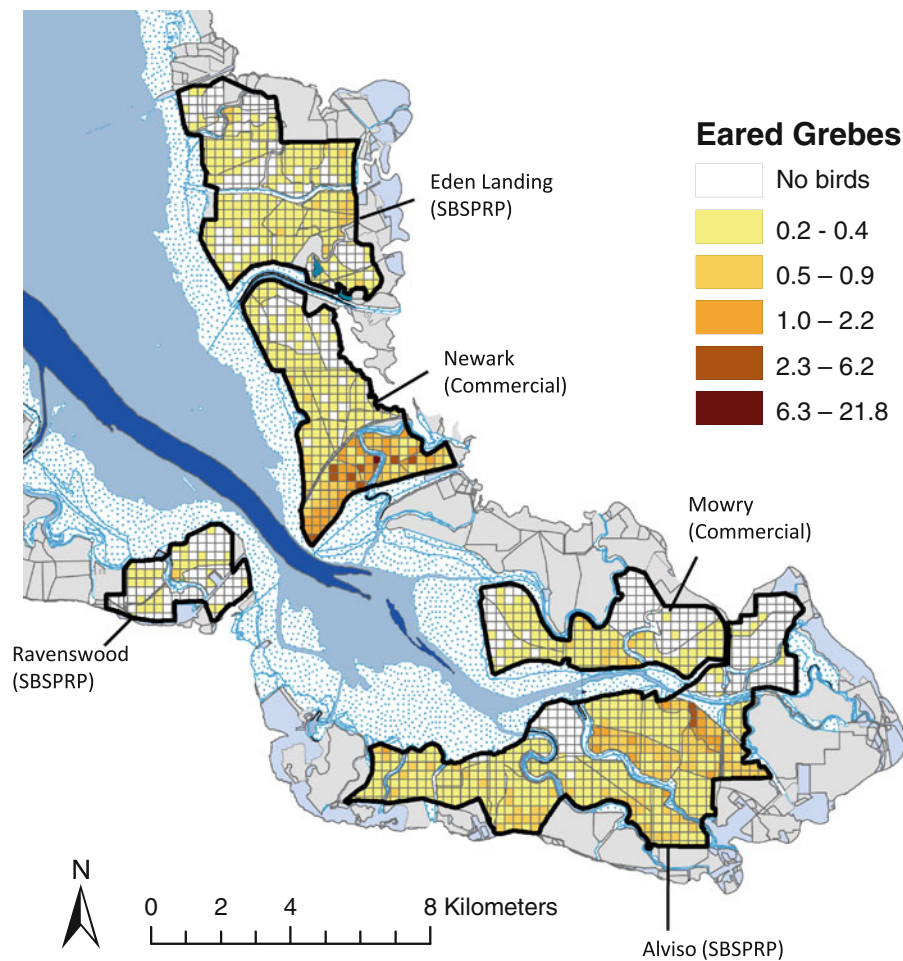 Eared Grebes
No birds
0.2 - 0.4
0.5 – 0.9
1.0 – 2.2
2.3 – 6.2
6.3 – 21.8
Eden Landing
(SBSPRP)
Newark
(Commercial)
Mowry
(Commercial)
Ravenswood
(SBSPRP)
Alviso (SBSPRP)
N
0 2 4 8 Kilometers